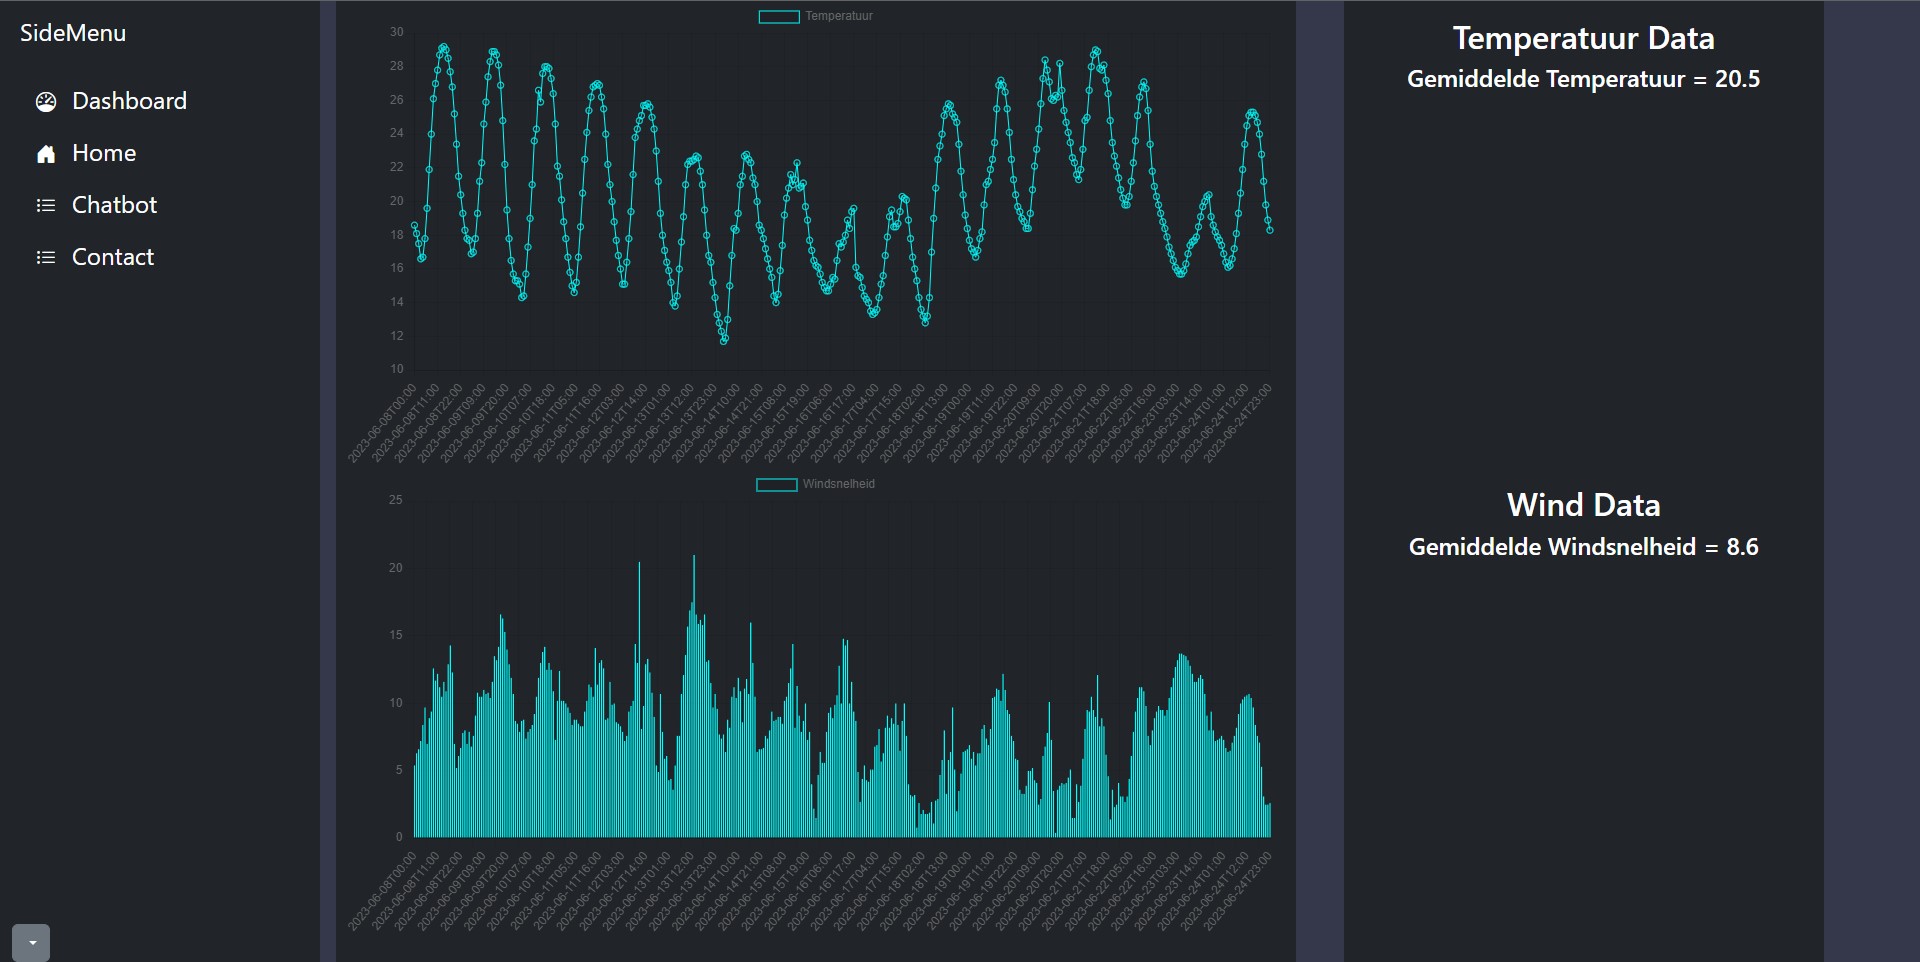 SideMenu
Dashboard
Home
Chatbot
Contact
Temperatuur
30
28
26
24
22
20
18
16
14
12
10
2023-06-08T00:00
2023-06-08T11:00
2023-06-08T22:00
2023-06-09T09:00
2023-06-09T20:00
2023-06-10T07:00
2023-06-10T18:00
2023-06-11T05:00
2023-06-11T16:00
2023-06-12T03:00
2023-06-12T14:00
2023-06-13T01:00
2023-06-13T12:00
2023-06-13T23:00
2023-06-14T10:00
2023-06-14T21:00
2023-06-15T08:00
2023-06-15T19:00
2023-06-16T06:00
2023-06-16T17:00
2023-06-17T04:00
2023-06-17T15:00
2023-06-18T02:00
2023-06-18T13:00
2023-06-19T00:00
2023-06-19T11:00
2023-06-19T22:00
2023-06-20T09:00
2023-06-20T20:00
2023-06-21T07:00
2023-06-21T18:00
2023-06-22T05:00
2023-06-22T16:00
2023-06-23T03:00
2023-06-23T14:00
2023-06-24T01:00
2023-06-24T12:00
2023-06-24T23:00
Temperatuur Data
Gemiddelde Temperatuur = 20.5
Windsnelheid
25
20
15
10
5
0
2023-06-08T00:00
2023-06-08T11:00
2023-06-08T22:00
2023-06-09T09:00
2023-06-09T20:00
2023-06-10T07:00
2023-06-10T18:00
2023-06-11T05:00
2023-06-11T16:00
2023-06-12T03:00
2023-06-12T14:00
2023-06-13T01:00
2023-06-13T12:00
2023-06-13T23:00
2023-06-14T10:00
2023-06-14T21:00
2023-06-15T08:00
2023-06-15T19:00
2023-06-16T06:00
2023-06-16T17:00
2023-06-17T04:00
2023-06-17T15:00
2023-06-18T02:00
2023-06-18T13:00
2023-06-19T00:00
2023-06-19T11:00
2023-06-19T22:00
2023-06-20T09:00
2023-06-20T20:00
2023-06-21T07:00
2023-06-21T18:00
2023-06-22T05:00
2023-06-22T16:00
2023-06-23T03:00
2023-06-23T14:00
2023-06-24T01:00
2023-06-24T12:00
2023-06-24T23:00
Wind Data
Gemiddelde Windsnelheid = 8.6